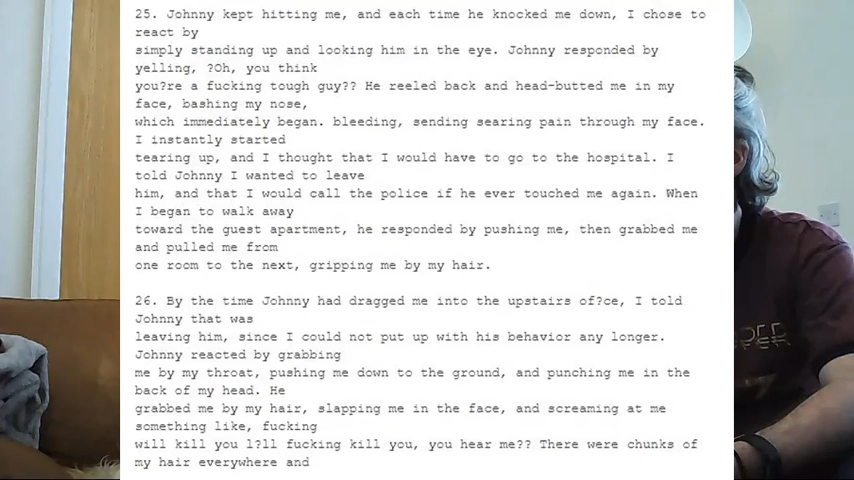 25. Johnny kept hitting me, and each time he knocked me down, I chose to
react by
simply standing up and looking him in the eye. Johnny responded by
yelling, ?Oh, you think
you?re a fucking tough guy?? He reeled back and head-butted me in my
face, bashing my nose,
which immediately began. bleeding, sending searing pain through my face.
I instantly started
tearing up, and I thought that I would have to go to the hospital. I
told Johnny I wanted to leave
him, and that I would call the police if he ever touched me again. When
I began to walk away
toward the guest apartment, he responded by pushing me, then grabbed me
and pulled me from
one room to the next, gripping me by my hair.
26. By the time Johnny had dragged me into the upstairs of?ce, I told
Johnny that was
leaving him, since I could not put up with his behavior any longer.
Johnny reacted by grabbing
me by my throat, pushing me down to the ground, and punching me in the
back of my head. He
grabbed me by my hair, slapping me in the face, and screaming at me
something like, fucking
will kill you l?ll fucking kill you, you hear me?? There were chunks of
my hair everywhere and